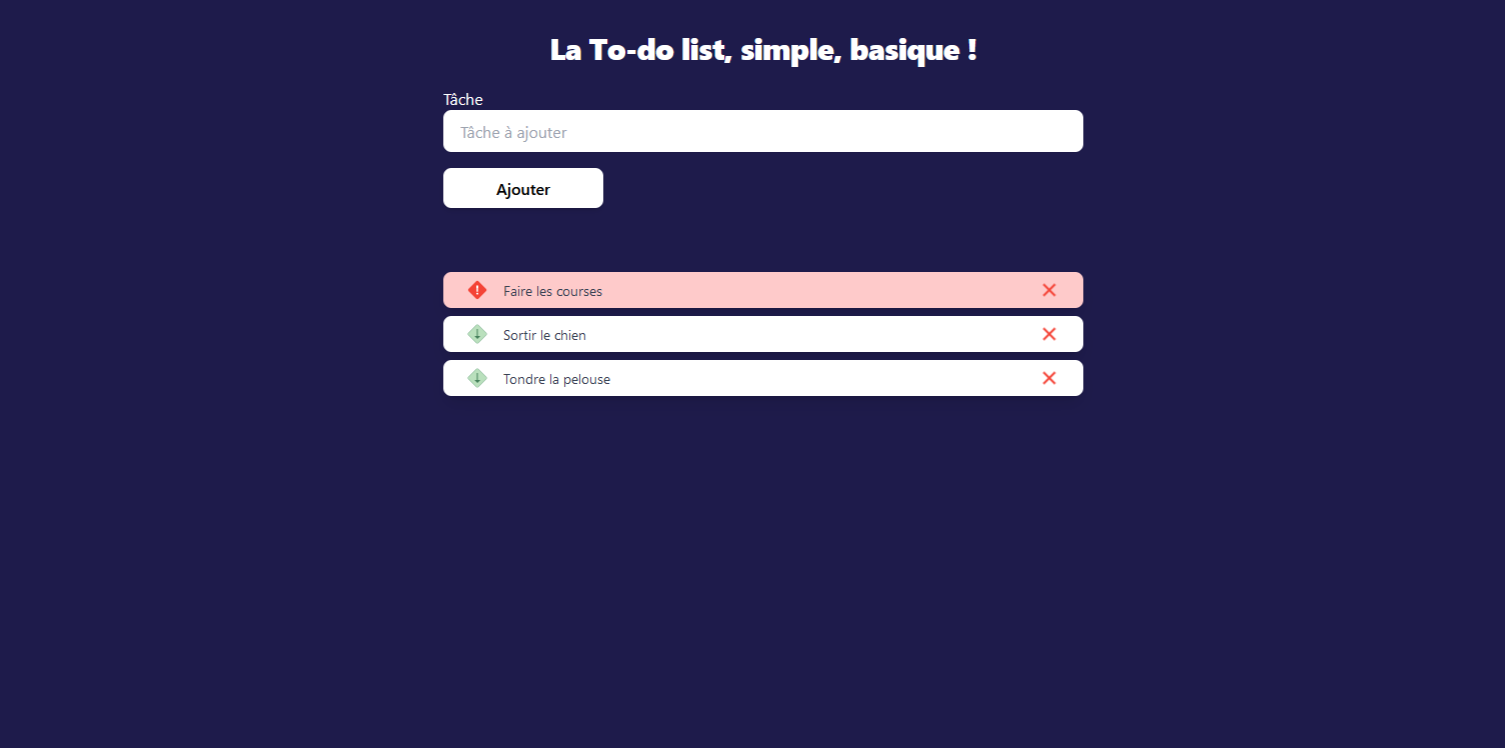 La To-do list, simple, basique !
Tâche
Tâche à ajouter
Ajouter
Faire les courses
Sortir le chien
Tondre la pelouse